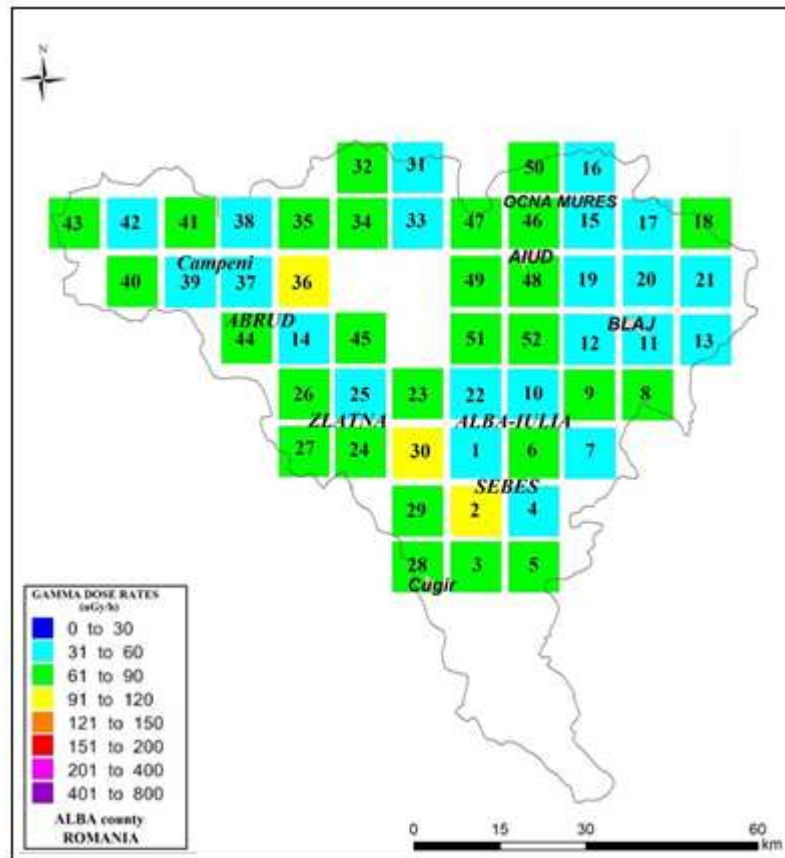 N
32 31 50 16
OCNA MURES
43 42 41 38 35 34 33 47 46 15 17 18
Campeni AIUD
40 39 37 36 49 48 19 20 21
ABRUD BLAJ
44 14 45 51 52 12 11 13
26 25 23 22 10 9 8
ZLATNA ALBA-IULIA
27 24 30 1 6 7
SEBES
29 2 4
28 3 5
Cugir
GAMMA DOSE RATES
(nGy/h)
0 to 30
31 to 60
61 to 90
91 to 120
121 to 150
151 to 200
201 to 400
401 to 800
ALBA county
ROMANIA
0 15 30 60
km